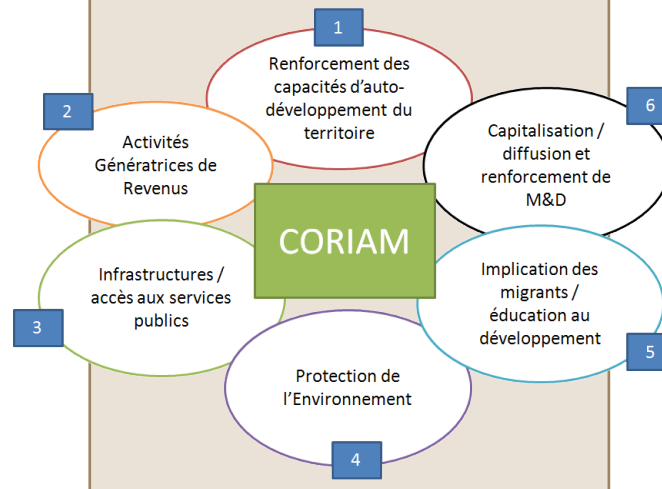 1
Renforcement des
capacités d'auto-
développement du
territoire
2
Activités
Génératrices de
Revenus
3
Infrastructures /
accès aux services
publics
CORIAM
4
Protection de
l'Environnement
5
Implication des
migrants /
éducation au
développement
6
Capitalisation /
diffusion et
renforcement de
M&D